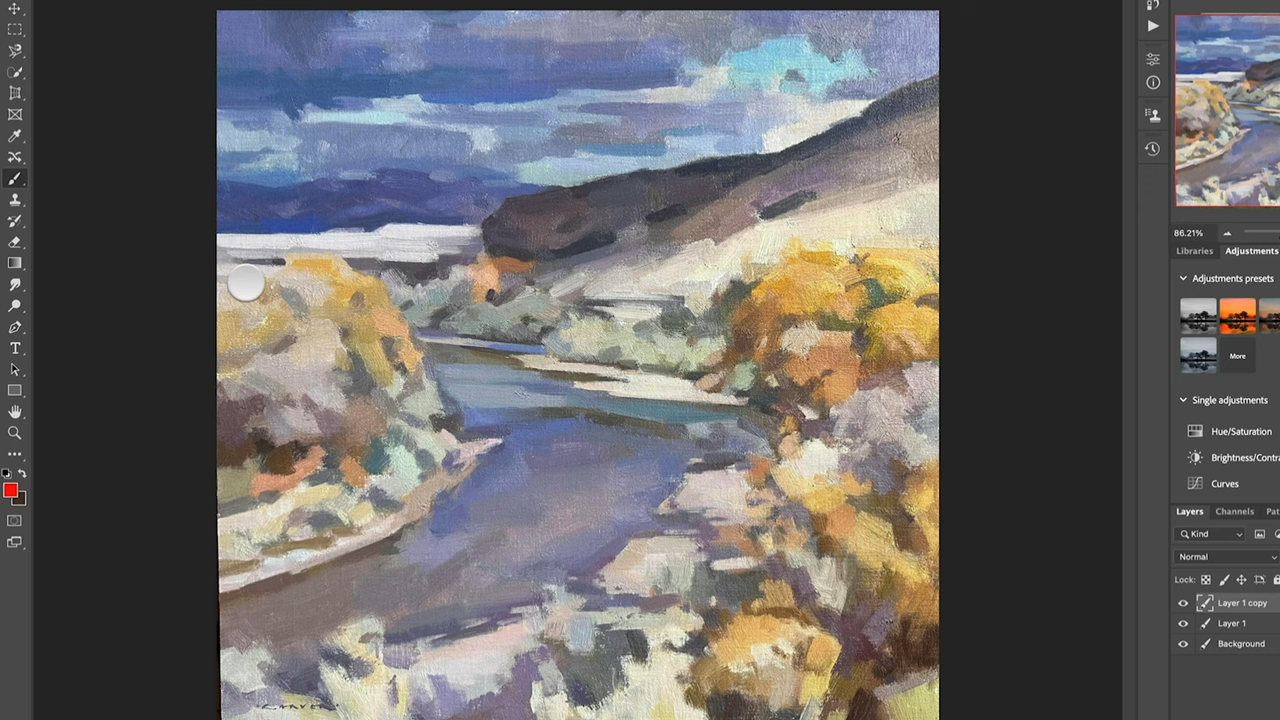 86.21%
Libraries Adjustments
Adjustments presets
More
Single adjustments
Hue/Saturation
Brightness/Contra
Curves
Layers Channels Pat
Kind
Normal
Lock:
Layer 1 copy
Layer 1
Background